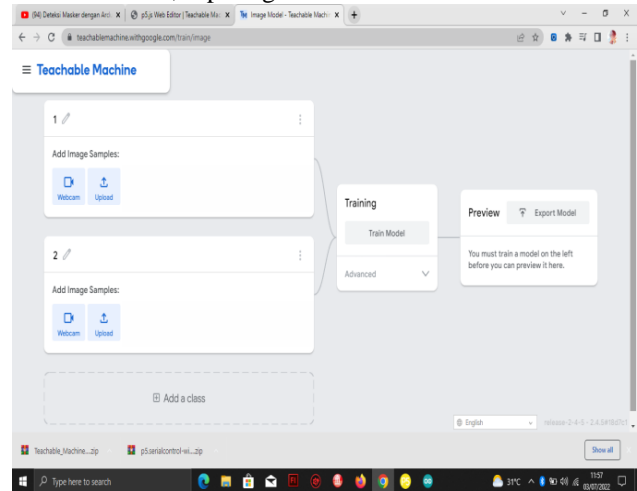 (94) Deteksi Masker dengan Ard
p5.js Web Editor | Teachable Ma
Image Model - Teachable Machi
teachablemachine.withgoogle.com/train/image
Teachable Machine
1
Add Image Samples:
Webcam Upload
2
Add Image Samples:
Webcam Upload
Add a class
Training
Train Model
Advanced
Preview Export Model
You must train a model on the left
before you can preview it here.
English
Teachable_Machine...zip p5.serialcontrol-wi...zip Show all
Type here to search 31°C 11:57
03/07/2022